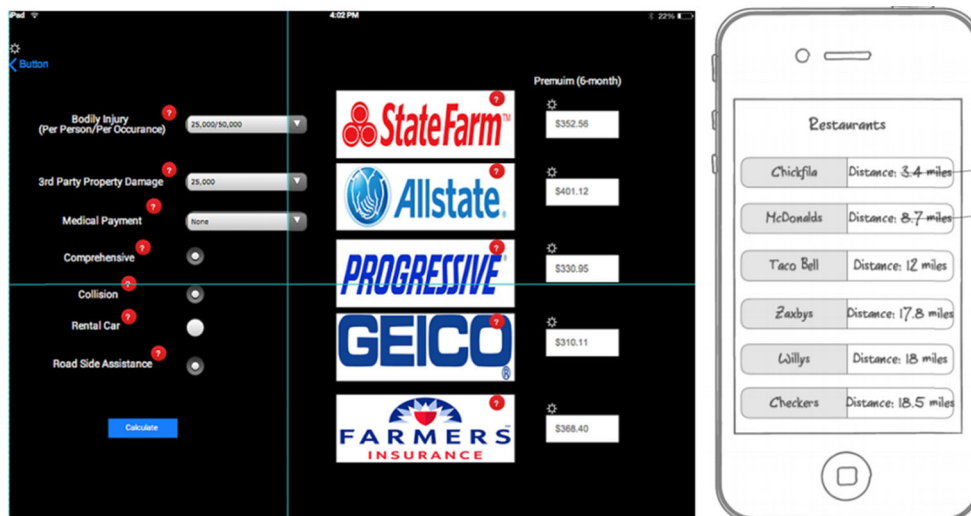 iPad
4:02 PM
22%
Button
Premuim (6-month)
Bodily Injury
(Per Person/Per Occurance)
?
25,000/50,000
StateFarm™
?
$352.56
3rd Party Property Damage
?
25,000
Allstate®
?
$401.12
Medical Payment
?
None
Comprehensive
?
PROGRESSIVE®
?
$330.95
Collision
?
Rental Car
?
GEICO®
?
$310.11
Road Side Assistance
?
Calculate
FARMERS
INSURANCE
?
$368.40
Restaurants
Chickfila Distance: 3.4 miles
McDonalds Distance: 8.7 miles
Taco Bell Distance: 12 miles
Zaxbys Distance: 17.8 miles
Willys Distance: 18 miles
Checkers Distance: 18.5 miles